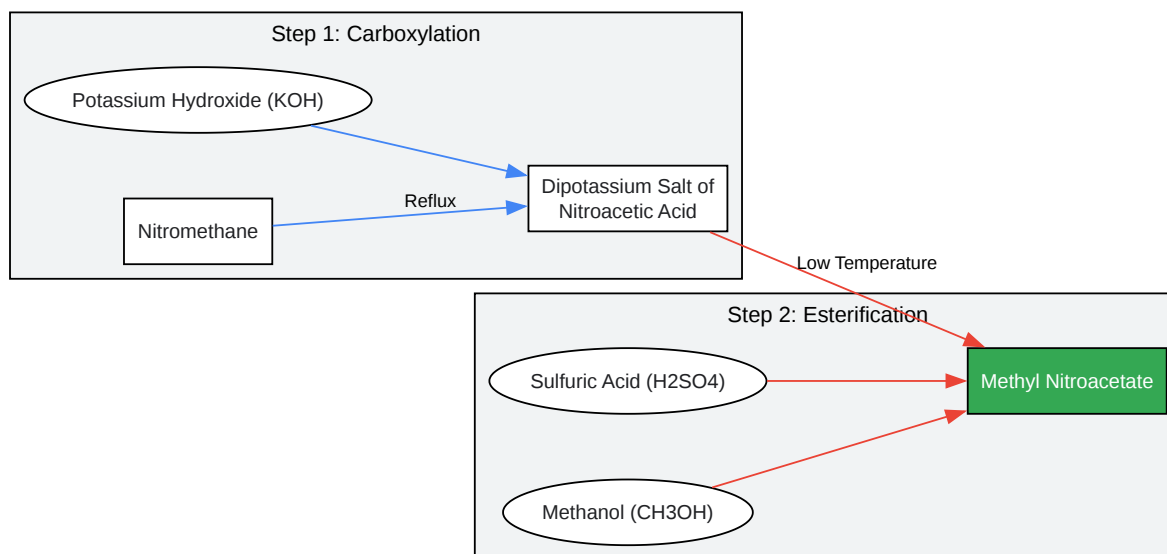 Step 1: Carboxylation
Potassium Hydroxide (KOH)
Dipotassium Salt of
Nitroacetic Acid
Reflux
Nitromethane
Low Temperature
Step 2: Esterification
Sulfuric Acid (H2SO4)
Methyl Nitroacetate
Methanol (CH3OH)